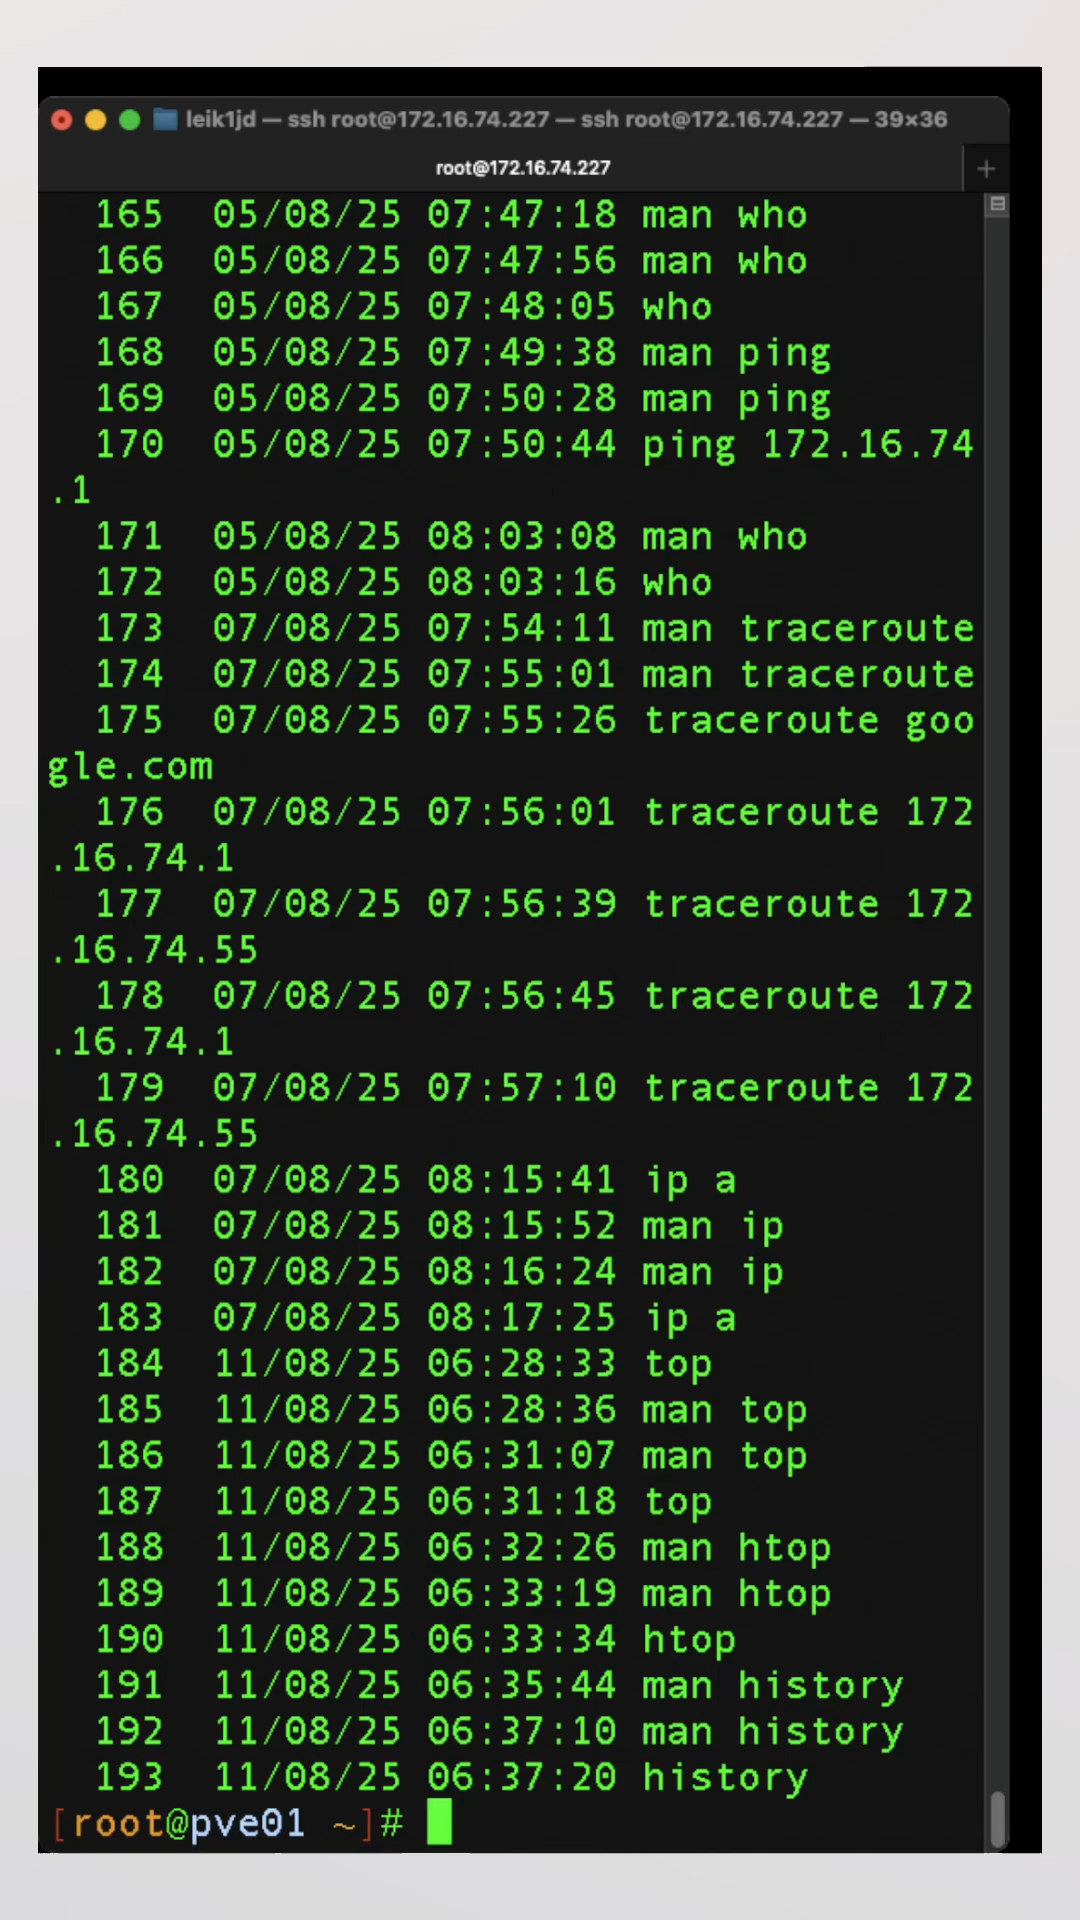 leik1jd — ssh root@172.16.74.227 — ssh root@172.16.74.227 — 39×36
root@172.16.74.227
165 05/08/25 07:47:18 man who
166 05/08/25 07:47:56 man who
167 05/08/25 07:48:05 who
168 05/08/25 07:49:38 man ping
169 05/08/25 07:50:28 man ping
170 05/08/25 07:50:44 ping 172.16.74
.1
171 05/08/25 08:03:08 man who
172 05/08/25 08:03:16 who
173 07/08/25 07:54:11 man traceroute
174 07/08/25 07:55:01 man traceroute
175 07/08/25 07:55:26 traceroute goo
gle.com
176 07/08/25 07:56:01 traceroute 172
.16.74.1
177 07/08/25 07:56:39 traceroute 172
.16.74.55
178 07/08/25 07:56:45 traceroute 172
.16.74.1
179 07/08/25 07:57:10 traceroute 172
.16.74.55
180 07/08/25 08:15:41 ip a
181 07/08/25 08:15:52 man ip
182 07/08/25 08:16:24 man ip
183 07/08/25 08:17:25 ip a
184 11/08/25 06:28:33 top
185 11/08/25 06:28:36 man top
186 11/08/25 06:31:07 man top
187 11/08/25 06:31:18 top
188 11/08/25 06:32:26 man htop
189 11/08/25 06:33:19 man htop
190 11/08/25 06:33:34 htop
191 11/08/25 06:35:44 man history
192 11/08/25 06:37:10 man history
193 11/08/25 06:37:20 history
[root@pve01 ~]#